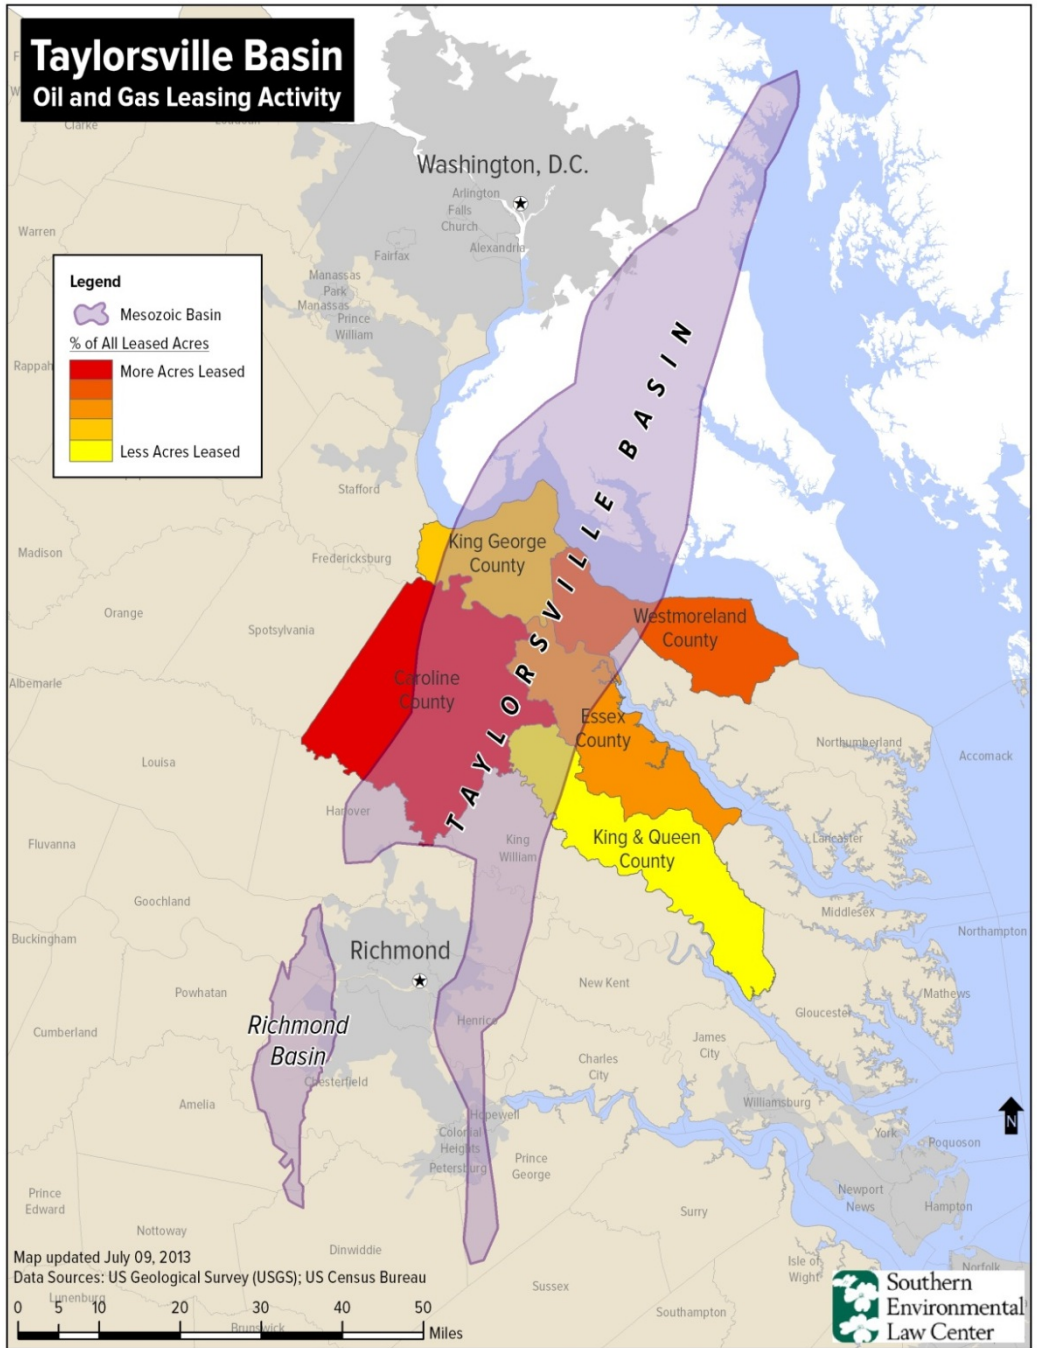 Taylorsville Basin
Oil and Gas Leasing Activity
Clarke
Washington, D.C.
Arlington
Falls
Church
Alexandria
Fairfax
Warren
Legend
Mesozoic Basin
% of All Leased Acres
More Acres Leased
Less Acres Leased
Manassas
Park
Manassas
Prince
William
Rappah
TAYLORSVILLE BASIN
Stafford
Madison
Fredericksburg
King George
County
Orange
Spotsylvania
Westmoreland
County
Albemarle
Caroline
County
Essex
County
Northumberland
Accomack
Louisa
Hanover
King
William
King & Queen
County
Lancaster
Fluvanna
Goochland
Middlesex
Buckingham
Richmond
Northampton
Powhatan
New Kent
Mathews
Gloucester
Cumberland
Richmond
Basin
Henrico
James
City
Charles
City
Chesterfield
Amelia
Williamsburg
Hopewell
Colonial
Heights
Petersburg
York
Poquoson
N
Prince
George
Prince
Edward
Newport
News
Hampton
Nottoway
Surry
Dinwiddie
Isle of
Wight
Norfolk
Sussex
Southampton
Map updated July 09, 2013
Data Sources: US Geological Survey (USGS); US Census Bureau
Lunenburg
0 5 10 20 30 40 50
Miles
Brunswick
Southern
Environmental
Law Center